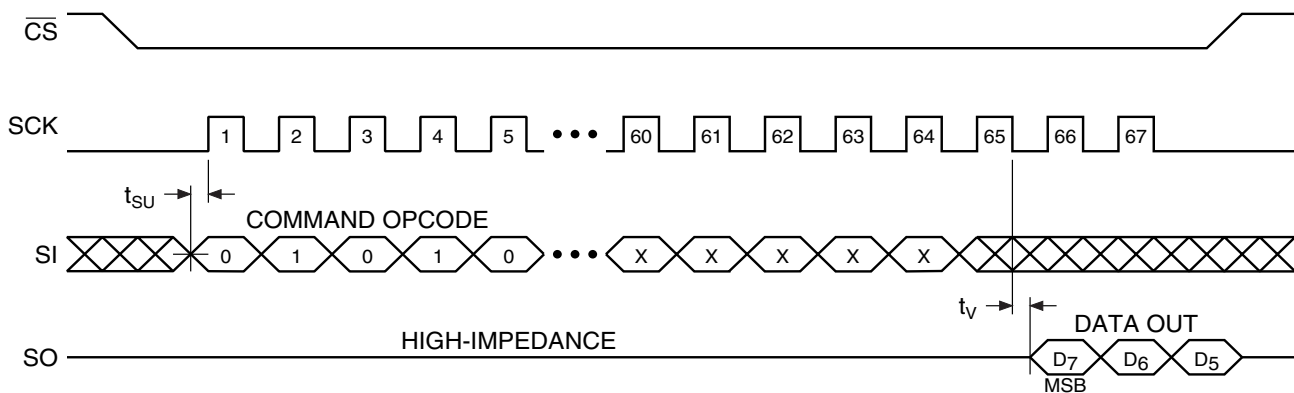 CS
SCK 1 2 3 4 5 ••• 60 61 62 63 64 65 66 67
tSU
COMMAND OPCODE
SI 0 1 0 1 0 ••• X X X X X
tV
DATA OUT
HIGH-IMPEDANCE
SO D7 D6 D5
MSB